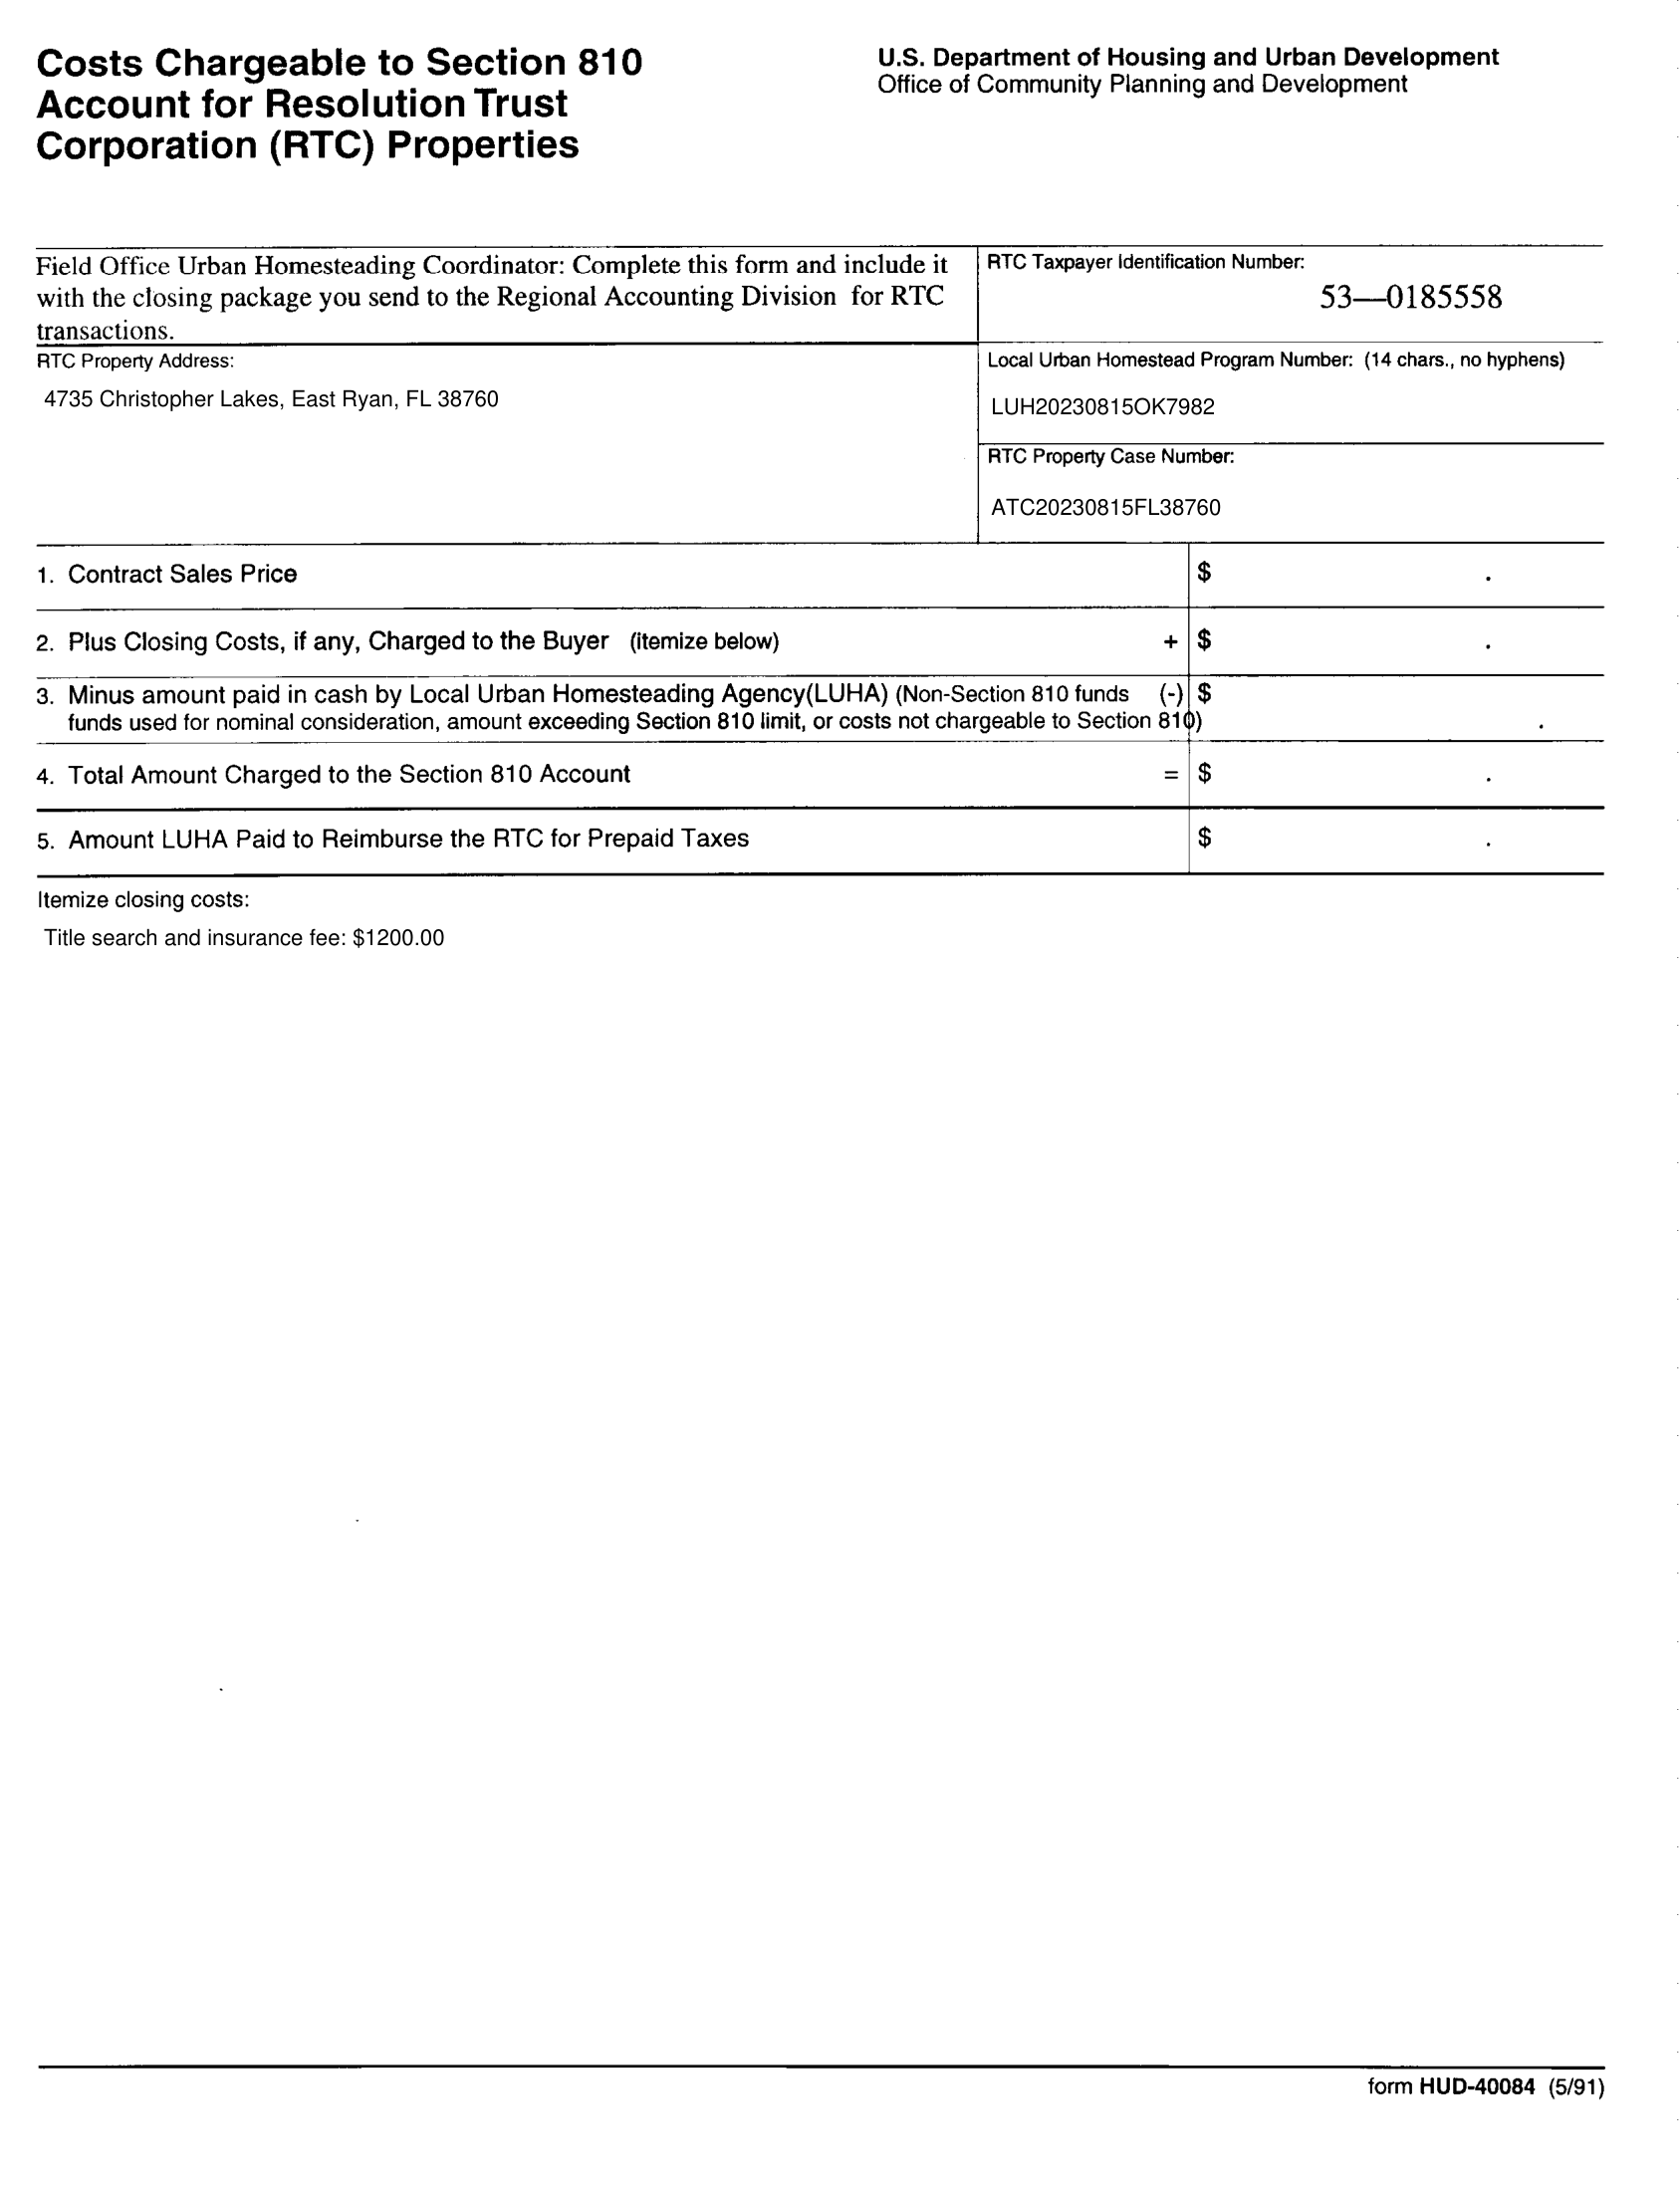 Costs Chargeable to Section 810
Account for Resolution Trust
Corporation (RTC) Properties
U.S. Department of Housing and Urban Development
Office of Community Planning and Development
Field Office Urban Homesteading Coordinator: Complete this form and include it
with the closing package you send to the Regional Accounting Division for RTC
transactions.
RTC Taxpayer Identification Number:
53—0185558
RTC Property Address:
4735 Christopher Lakes, East Ryan, FL 38760
Local Urban Homestead Program Number: (14 chars., no hyphens)
LUH20230815OK7982
RTC Property Case Number:
ATC20230815FL38760
1. Contract Sales Price $ .
2. Plus Closing Costs, if any, Charged to the Buyer (itemize below) + $ .
3. Minus amount paid in cash by Local Urban Homesteading Agency(LUHA) (Non-Section 810 funds (-) $
funds used for nominal consideration, amount exceeding Section 810 limit, or costs not chargeable to Section 810) .
4. Total Amount Charged to the Section 810 Account = $ .
5. Amount LUHA Paid to Reimburse the RTC for Prepaid Taxes $ .
Itemize closing costs:
Title search and insurance fee: $1200.00
form HUD-40084 (5/91)